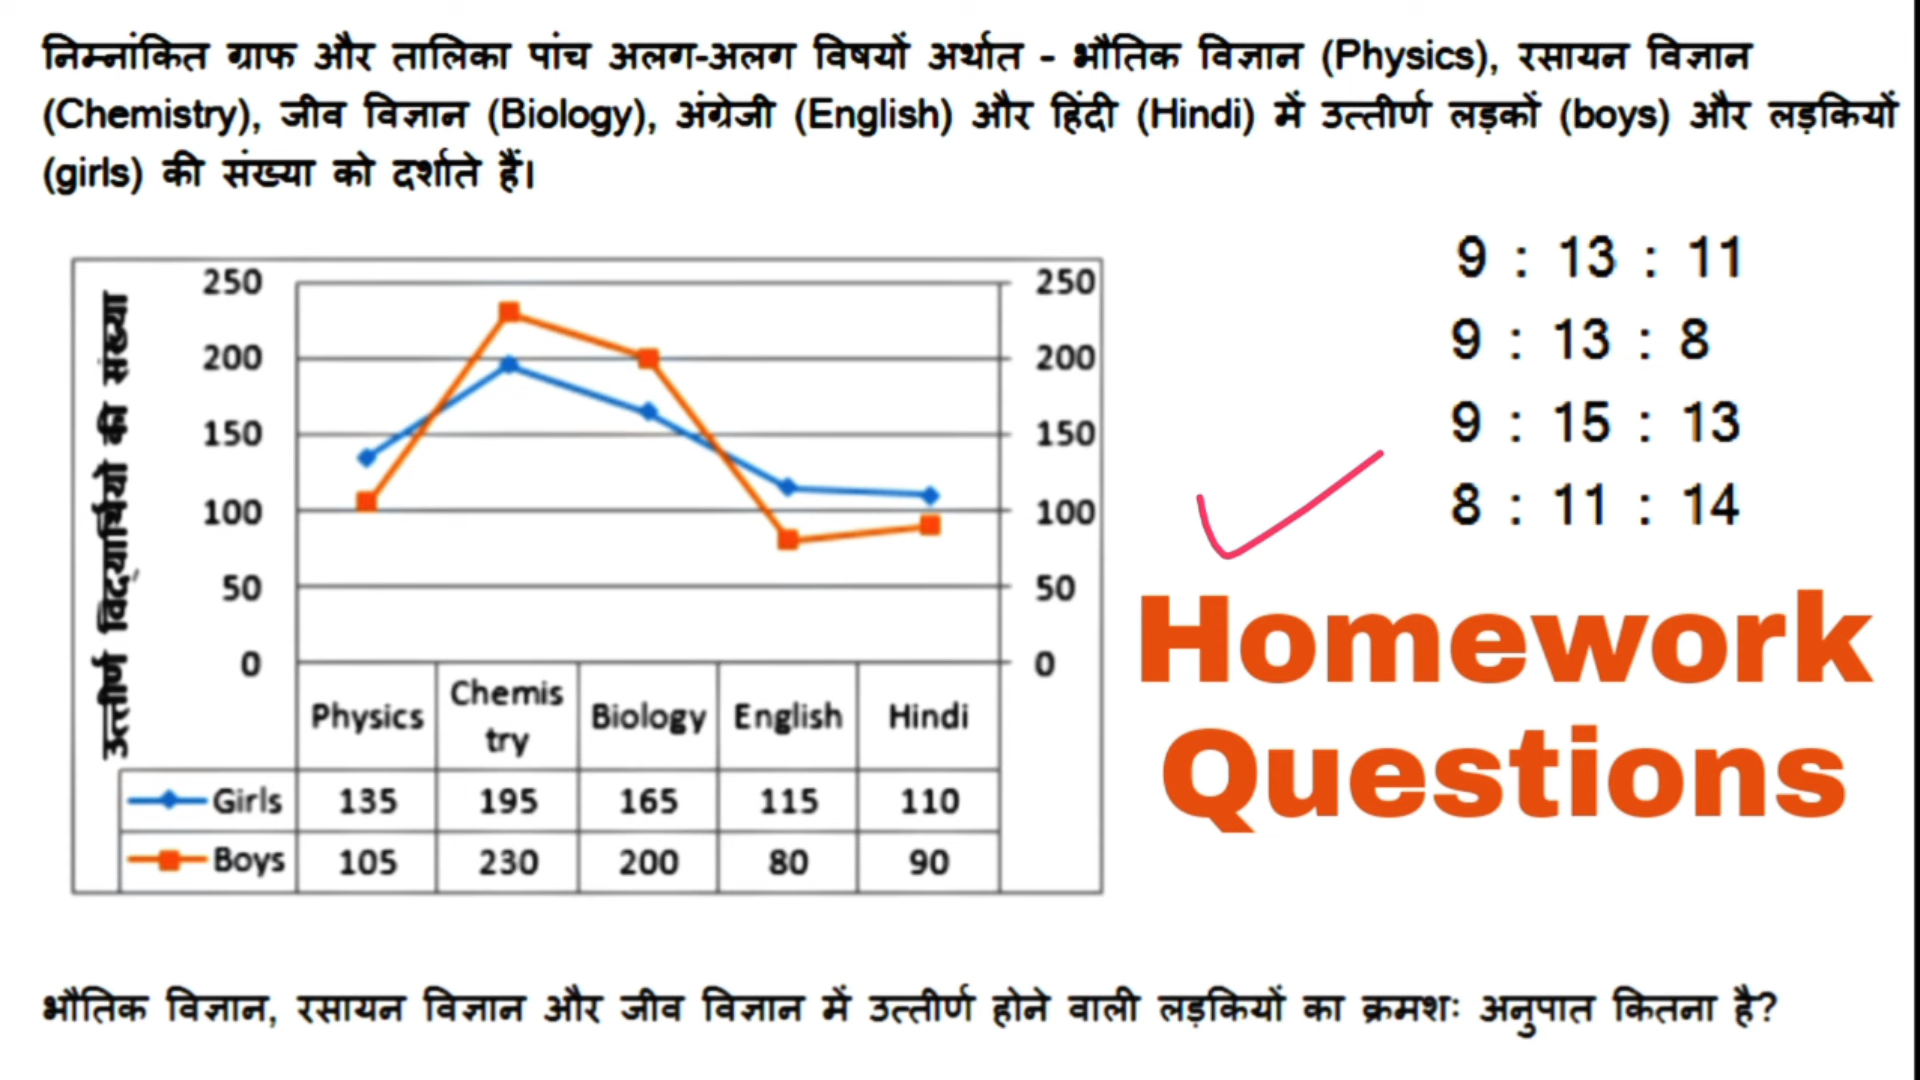 निम्नांकित ग्राफ और तालिका पांच अलग-अलग विषयों अर्थात - भौतिक विज्ञान (Physics), रसायन विज्ञान
(Chemistry), जीव विज्ञान (Biology), अंग्रेजी (English) और हिंदी (Hindi) में उत्तीर्ण लड़कों (boys) और लड़कियों
(girls) की संख्या को दर्शाते हैं।
उत्तीर्ण विद्यार्थियों की संख्या
250 250
200 200
150 150
100 100
50 50
0 0
Physics Chemis Biology English Hindi
try
Girls 135 195 165 115 110
Boys 105 230 200 80 90
9 : 13 : 11
9 : 13 : 8
9 : 15 : 13
8 : 11 : 14
Homework
Questions
भौतिक विज्ञान, रसायन विज्ञान और जीव विज्ञान में उत्तीर्ण होने वाली लड़कियों का क्रमशः अनुपात कितना है?